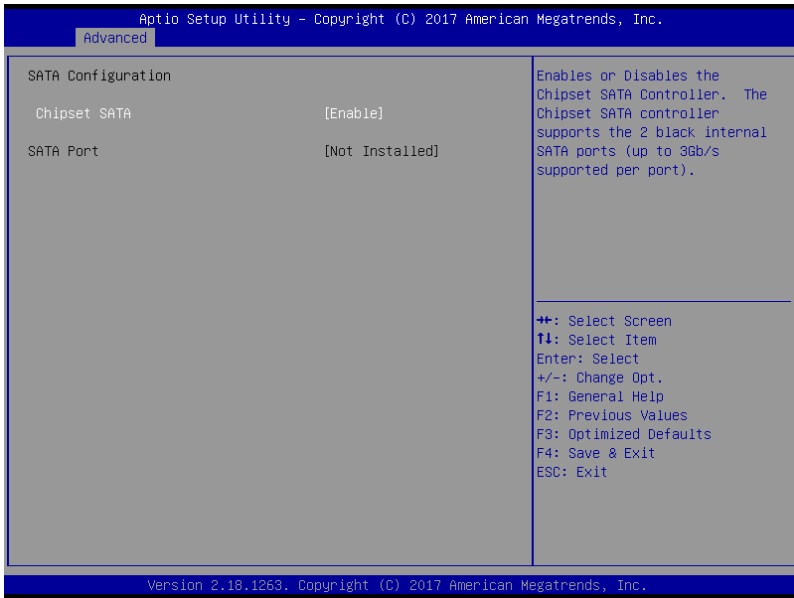 Aptio Setup Utility – Copyright (C) 2017 American Megatrends, Inc.
Advanced
SATA Configuration
Chipset SATA [Enable]
SATA Port [Not Installed]
Enables or Disables the
Chipset SATA Controller. The
Chipset SATA controller
supports the 2 black internal
SATA ports (up to 3Gb/s
supported per port).
→←: Select Screen
↑↓: Select Item
Enter: Select
+/-: Change Opt.
F1: General Help
F2: Previous Values
F3: Optimized Defaults
F4: Save & Exit
ESC: Exit
Version 2.18.1263. Copyright (C) 2017 American Megatrends, Inc.